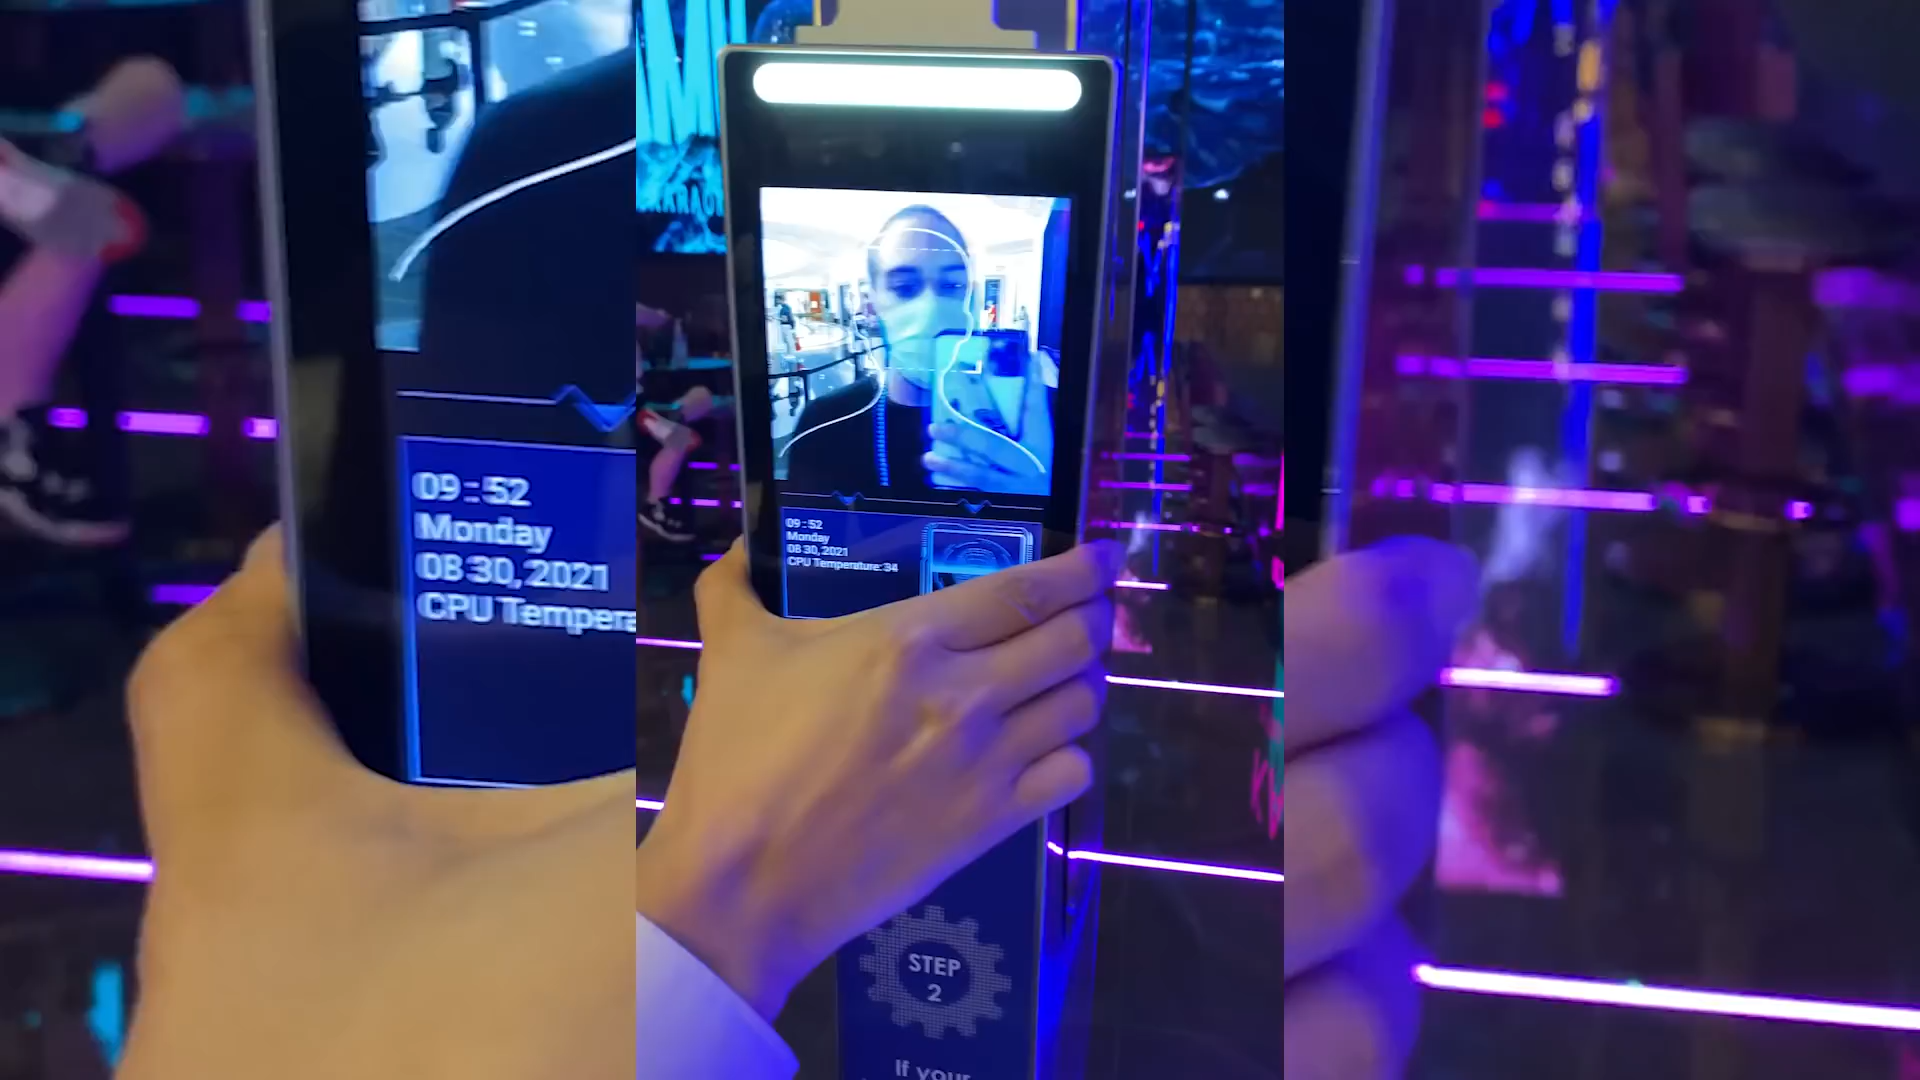 09:52
Monday
08 30, 2021
CPU Tempera
KARAO
09:52
Monday
08 30, 2021
CPU Temperature:34
STEP
2
If your